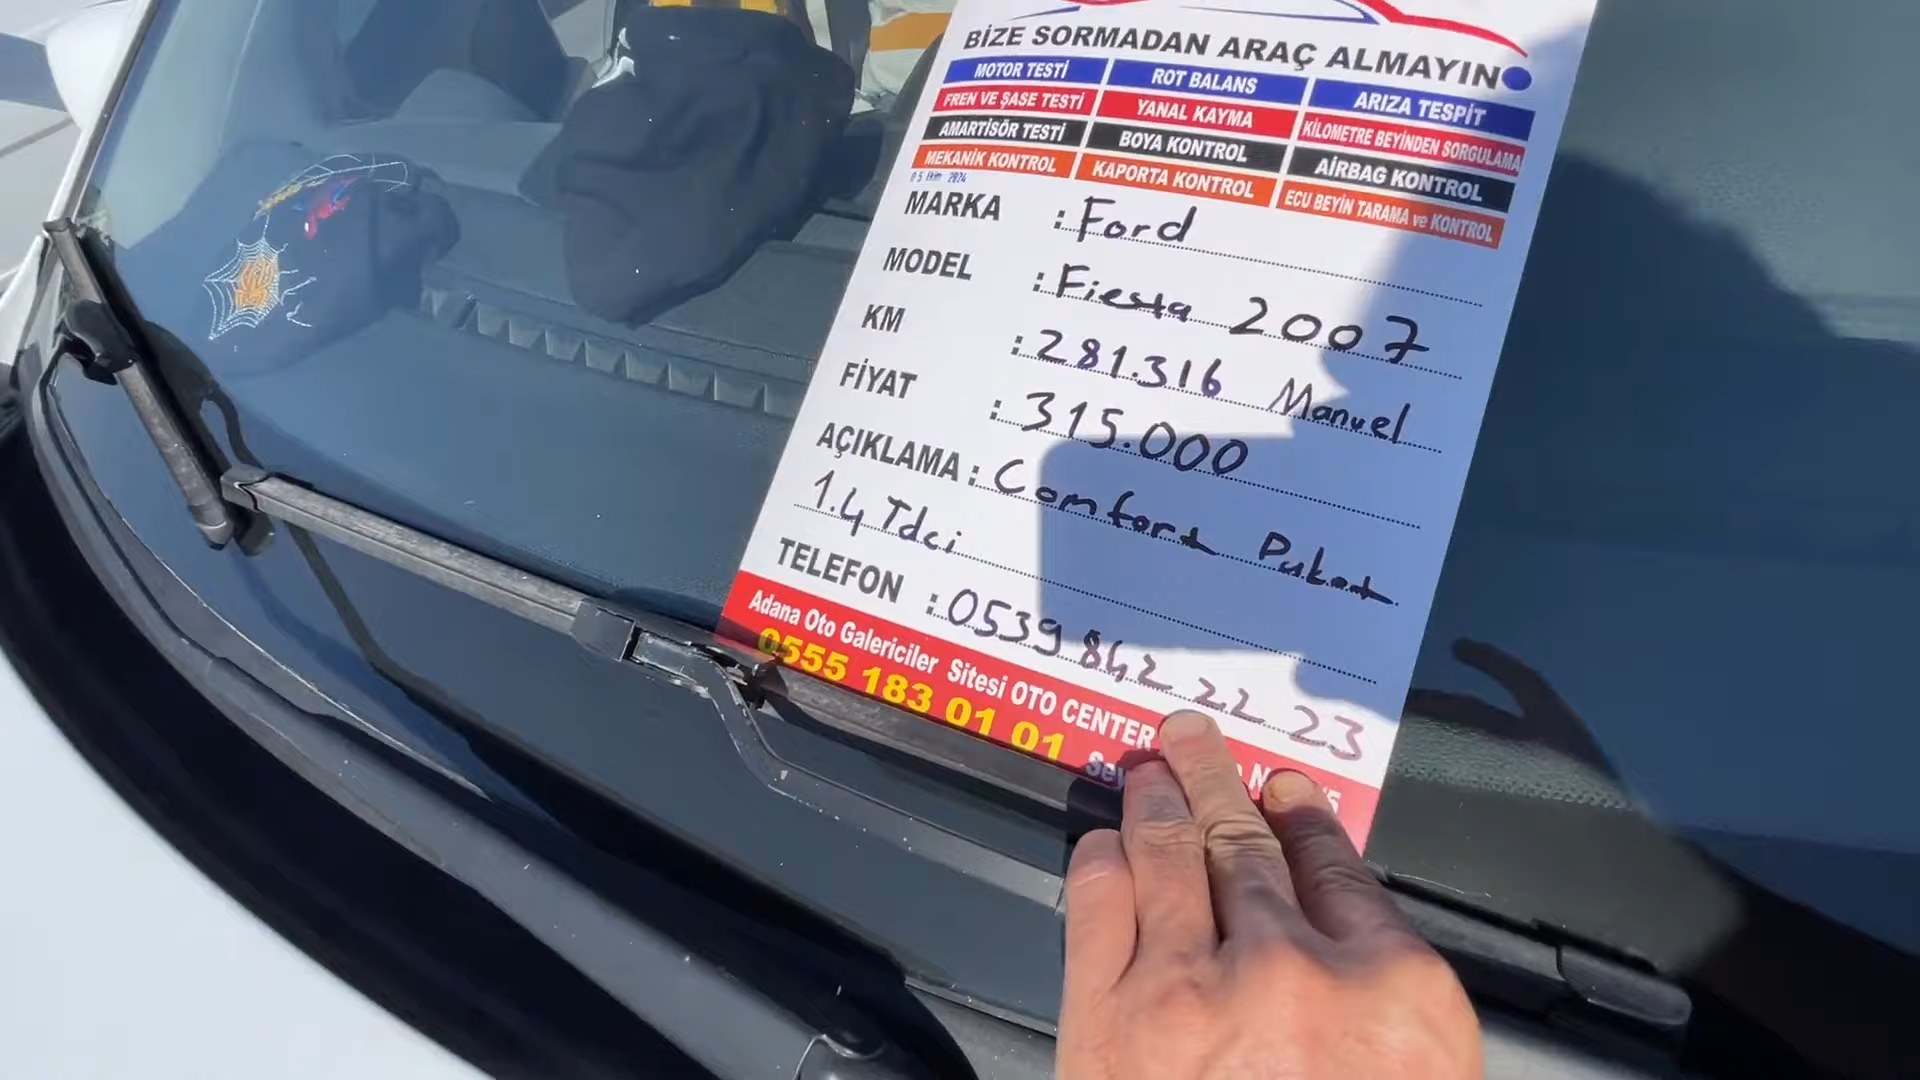 BİZE SORMADAN ARAÇ ALMAYIN
MOTOR TESTİ ROT BALANS ARIZA TESPİT
FREN VE ŞASE TESTİ YANAL KAYMA KİLOMETRE BEYİNDEN SORGULAMA
AMARTİSÖR TESTİ BOYA KONTROL AİRBAG KONTROL
MEKANİK KONTROL KAPORTA KONTROL ECU BEYİN TARAMA ve KONTROL
05 Ekim 2024
MARKA : Ford
MODEL : Fiesta 2007
KM : 281.316 Manuel
FİYAT : 315.000
AÇIKLAMA : Comfort Paket
1.4 Tdci
TELEFON : 0539 842 22 23
Adana Oto Galericiler Sitesi OTO CENTER
0555 183 01 01